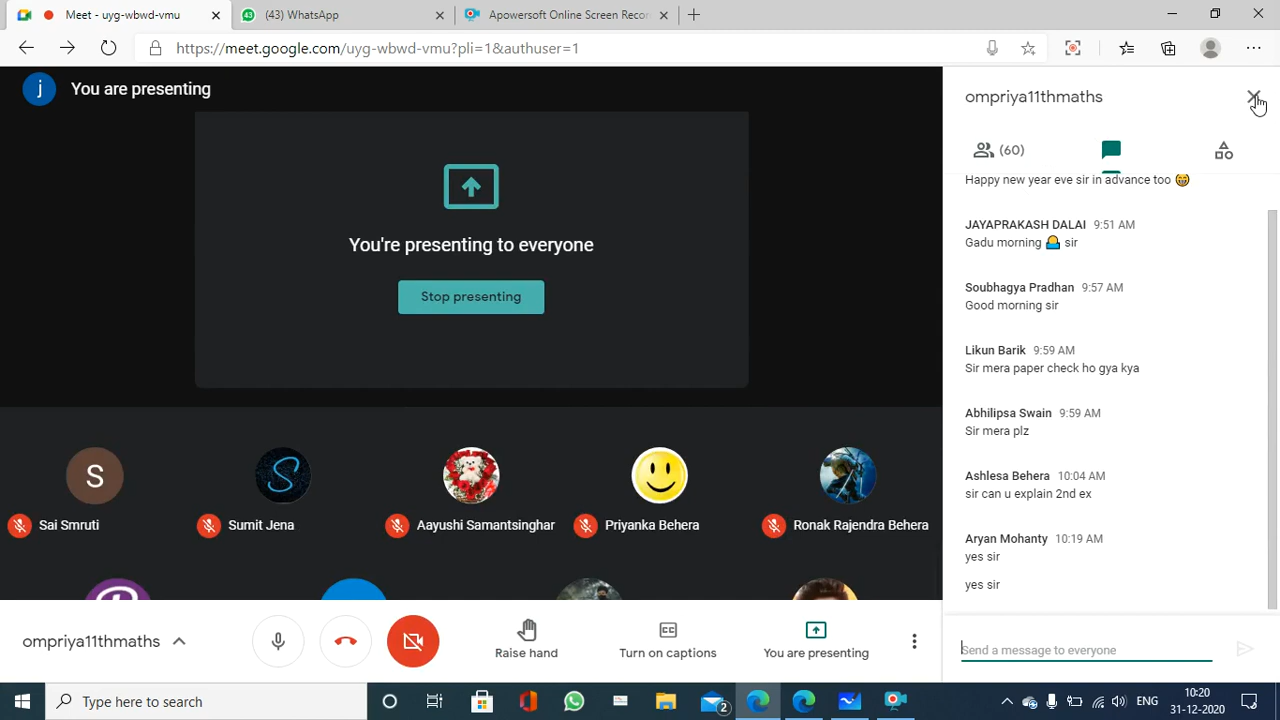 Meet - uyg-wbwd-vmu
(43) WhatsApp
Apowersoft Online Screen Recor
https://meet.google.com/uyg-wbwd-vmu?pli=1&authuser=1
j
You are presenting
You're presenting to everyone
Stop presenting
S
Sai Smruti
S
Sumit Jena
Aayushi Samantsinghar
Priyanka Behera
Ronak Rajendra Behera
ompriya11thmaths
Raise hand
CC
Turn on captions
You are presenting
ompriya11thmaths
(60)
Happy new year eve sir in advance too 😁
JAYAPRAKASH DALAI 9:51 AM
Gadu morning 🙇 sir
Soubhagya Pradhan 9:57 AM
Good morning sir
Likun Barik 9:59 AM
Sir mera paper check ho gya kya
Abhilipsa Swain 9:59 AM
Sir mera plz
Ashlesa Behera 10:04 AM
sir can u explain 2nd ex
Aryan Mohanty 10:19 AM
yes sir
yes sir
Send a message to everyone
Type here to search
2
ENG
10:20
31-12-2020